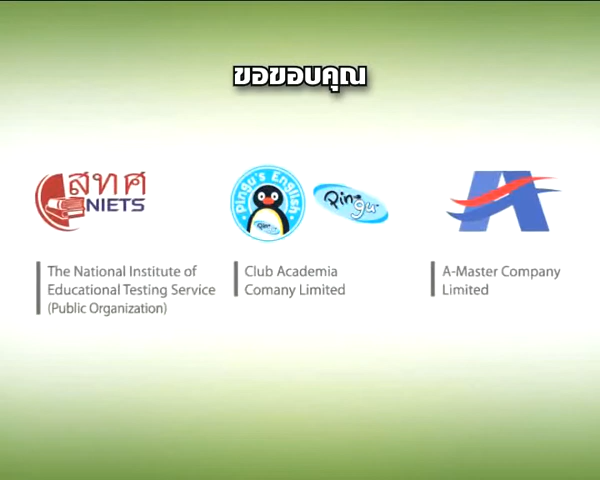 ขอขอบคุณ
สทศ
NIETS
Pingu's English
Pingu
Pingu
The National Institute of
Educational Testing Service
(Public Organization)
Club Academia
Comany Limited
A-Master Company
Limited